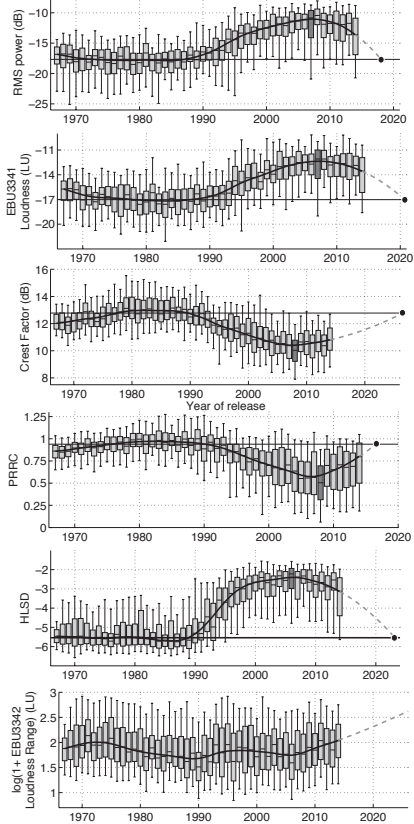 RMS power (dB)
−10
−15
−20
−25
1970 1980 1990 2000 2010 2020
EBU3341
Loudness (LU)
−11
−14
−17
−20
1970 1980 1990 2000 2010 2020
Crest Factor (dB)
16
14
12
10
8
1970 1980 1990 2000 2010 2020
Year of release
PRRC
1.25
1
0.75
0.5
0.25
0
1970 1980 1990 2000 2010 2020
HLSD
−2
−3
−4
−5
−6
1970 1980 1990 2000 2010 2020
log(1+ EBU3342
Loudness Range) (LU)
3
2.5
2
1.5
1
1970 1980 1990 2000 2010 2020